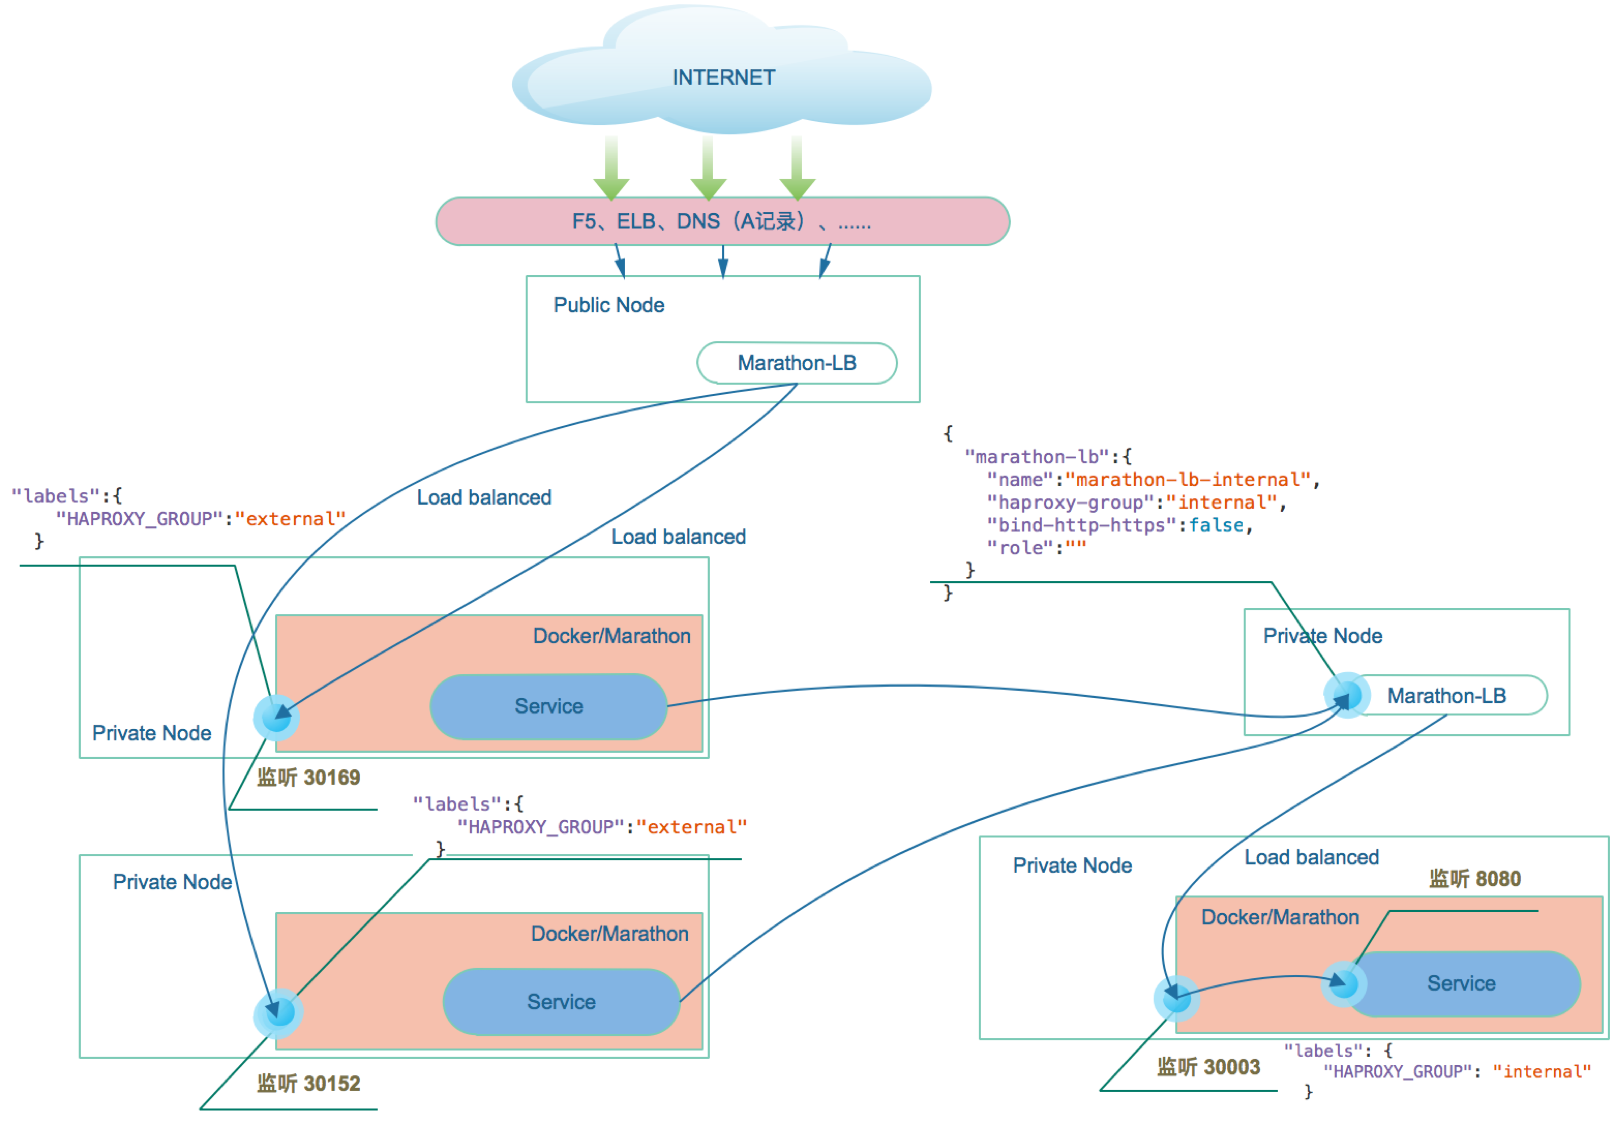 INTERNET
F5、ELB、DNS（A记录）、......
Public Node
Marathon-LB
{
"marathon-lb":{
"name":"marathon-lb-internal",
"haproxy-group":"internal",
"bind-http-https":false,
"role":""
}
}
"labels":{
"HAPROXY_GROUP":"external"
}
Load balanced
Load balanced
Docker/Marathon
Service
Private Node
监听 30169
Private Node
Marathon-LB
"labels":{
"HAPROXY_GROUP":"external"
}
Private Node
Docker/Marathon
Service
监听 30152
Private Node
Load balanced
监听 8080
Docker/Marathon
Service
监听 30003
"labels": {
"HAPROXY_GROUP": "internal"
}